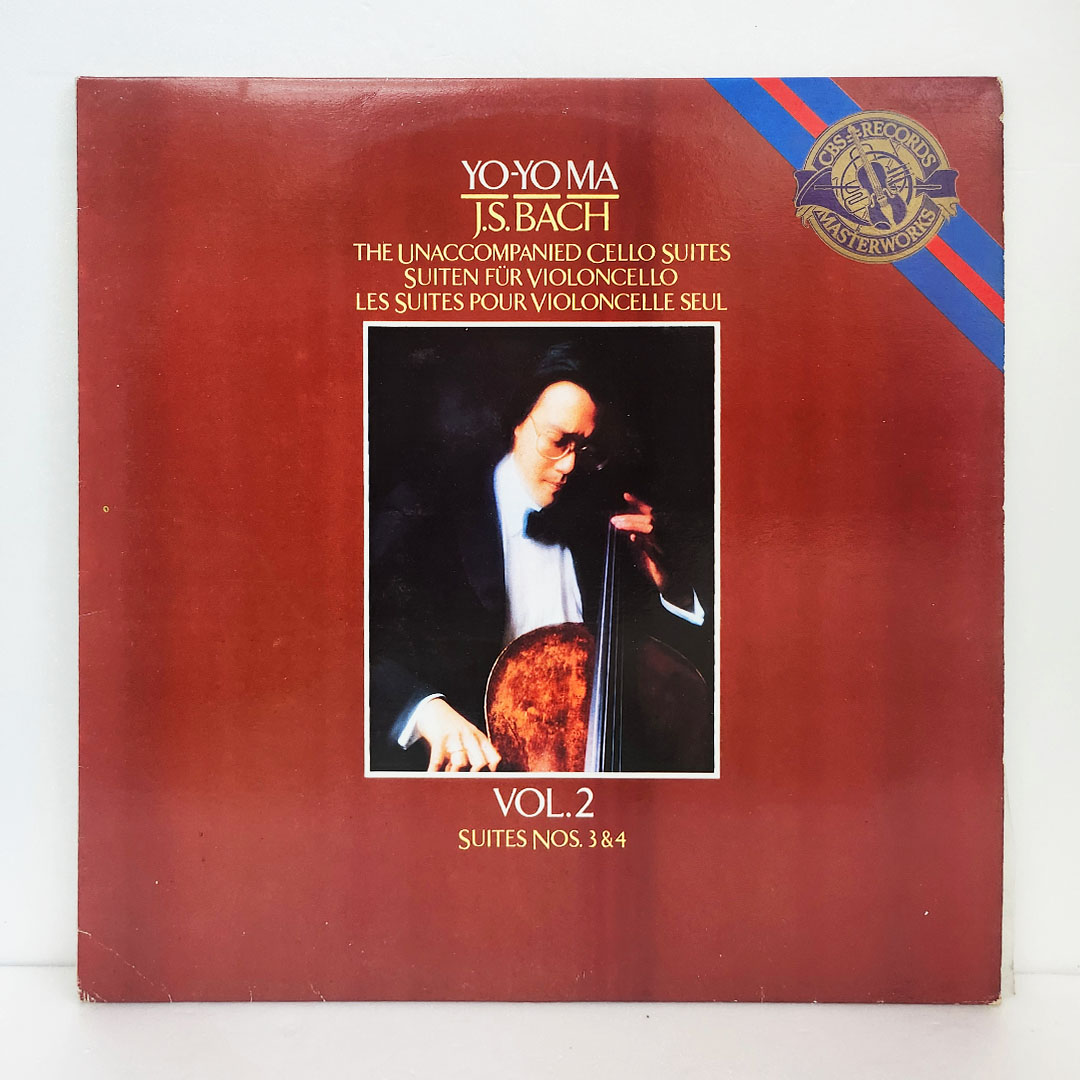 YO-YO MA
J.S. BACH
THE UNACCOMPANIED CELLO SUITES
SUITEN FÜR VIOLONCELLO
LES SUITES POUR VIOLONCELLE SEUL
CBS RECORDS
MASTERWORKS
VOL. 2
SUITES NOS. 3 & 4